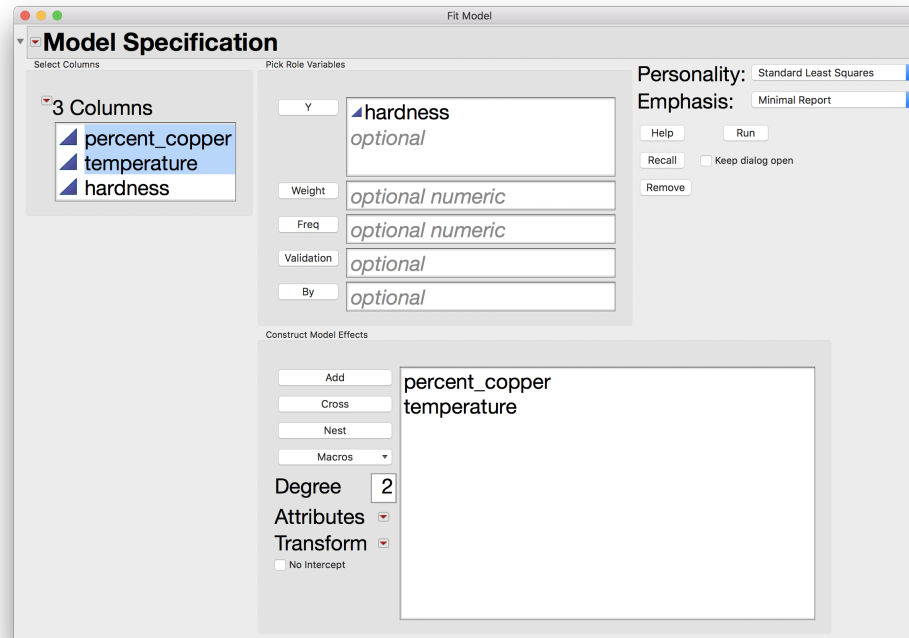 Fit Model
Model Specification
Select Columns
3 Columns
percent_copper
temperature
hardness
Pick Role Variables
Y
hardness
optional
Weight
optional numeric
Freq
optional numeric
Validation
optional
By
optional
Personality:
Standard Least Squares
Emphasis:
Minimal Report
Help
Run
Recall
Keep dialog open
Remove
Construct Model Effects
Add
Cross
Nest
Macros
Degree
2
Attributes
Transform
No Intercept
percent_copper
temperature